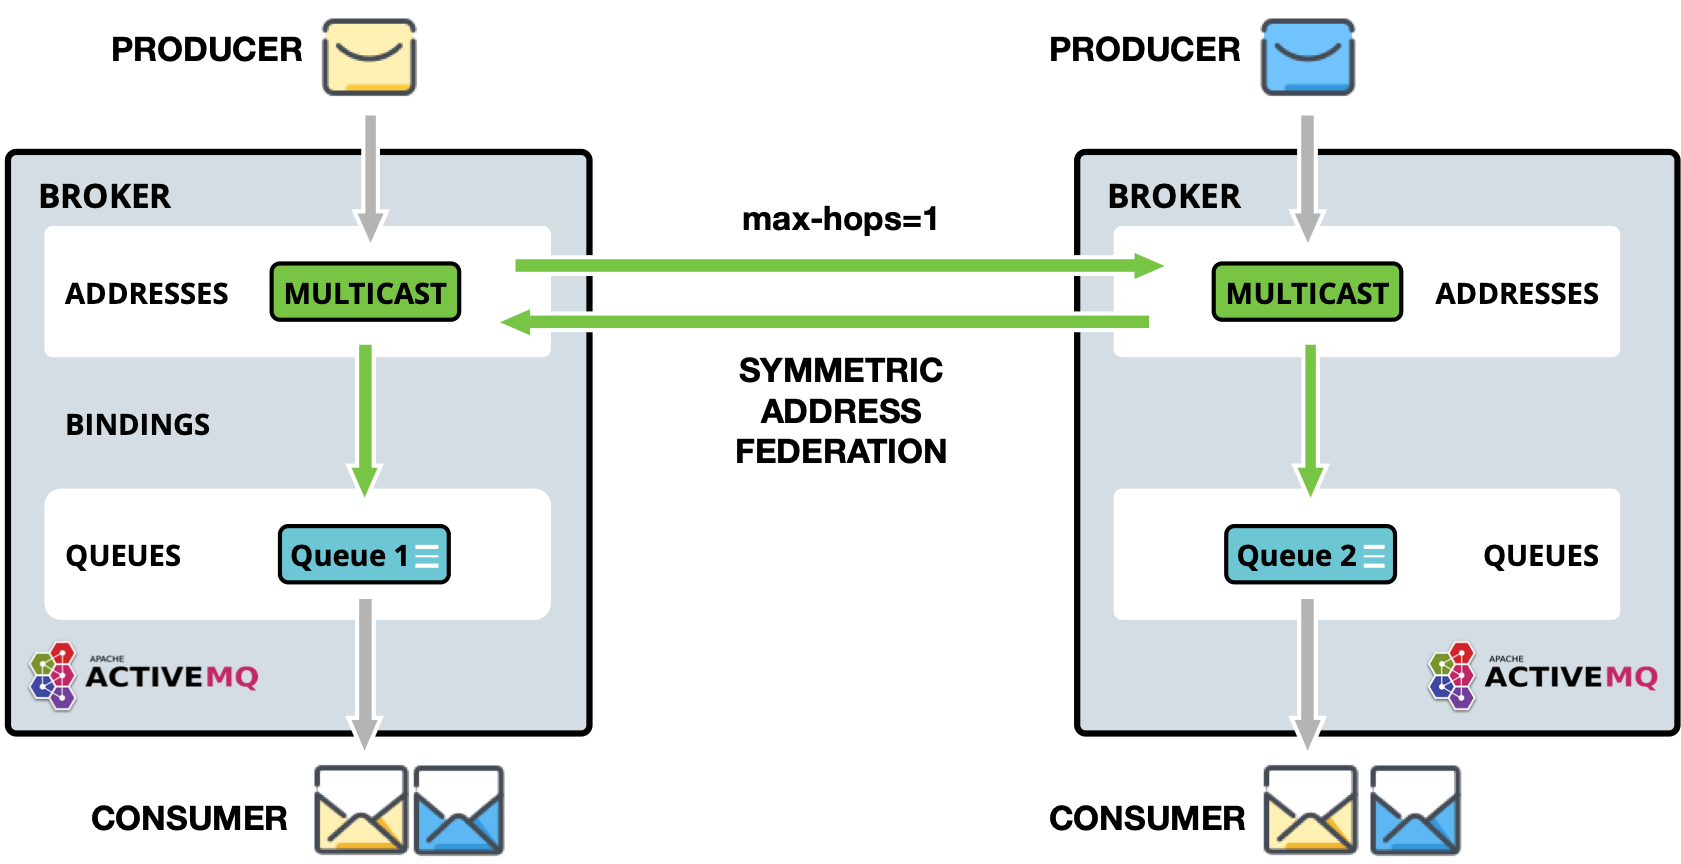 PRODUCER
PRODUCER
BROKER
BROKER
max-hops=1
ADDRESSES
MULTICAST
MULTICAST
ADDRESSES
SYMMETRIC
ADDRESS
FEDERATION
BINDINGS
QUEUES
Queue 1
Queue 2
QUEUES
APACHE
ACTIVEMQ
APACHE
ACTIVEMQ
CONSUMER
CONSUMER